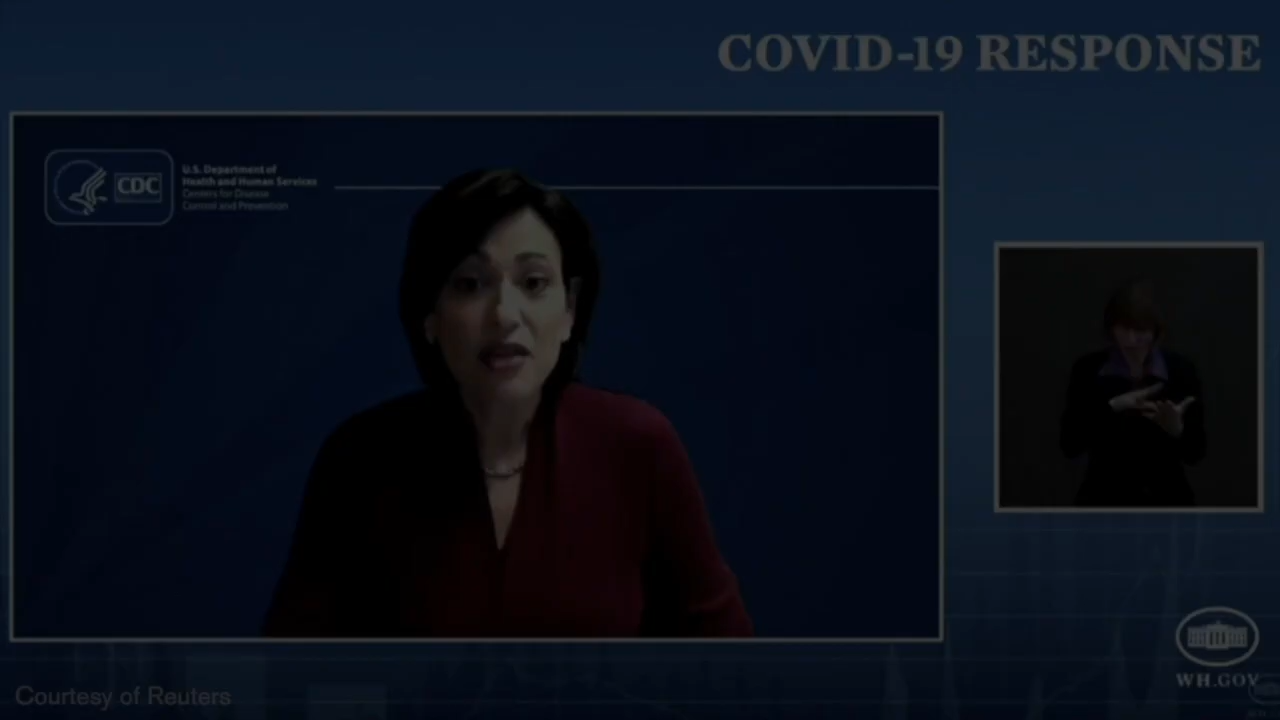 COVID-19 RESPONSE
CDC
U.S. Department of
Health and Human Services
Centers for Disease
Control and Prevention
WH.GOV
Courtesy of Reuters